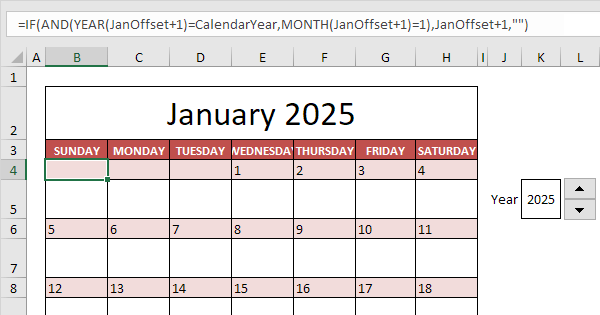 =IF(AND(YEAR(JanOffset+1)=CalendarYear,MONTH(JanOffset+1)=1),JanOffset+1,"")
A B C D E F G H I J K L
1
2 January 2025
3 SUNDAY MONDAY TUESDAY WEDNESDAY THURSDAY FRIDAY SATURDAY
4 1 2 3 4
5 Year 2025
6 5 6 7 8 9 10 11
7
8 12 13 14 15 16 17 18